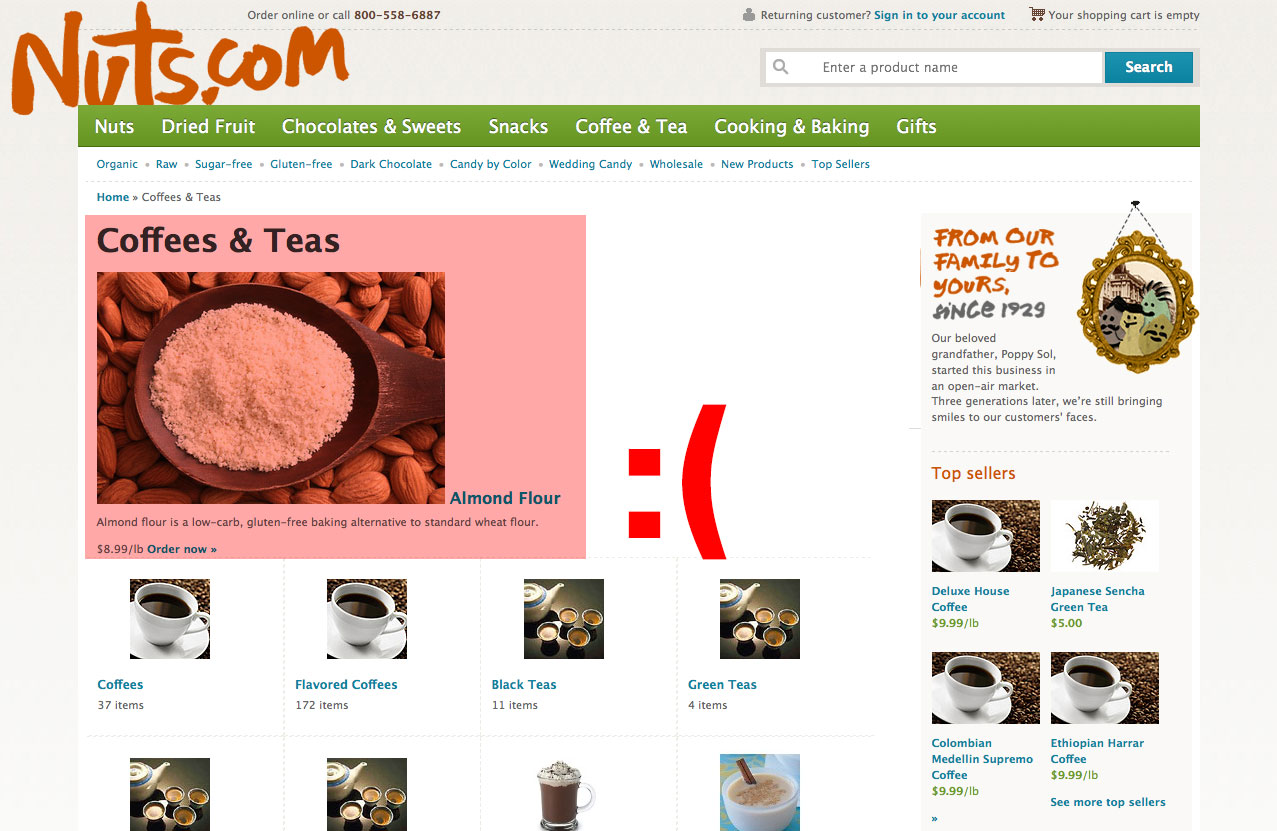 Order online or call 800-558-6887
Returning customer? Sign in to your account
Your shopping cart is empty
Nuts.com
Enter a product name
Search
Nuts Dried Fruit Chocolates & Sweets Snacks Coffee & Tea Cooking & Baking Gifts
Organic • Raw • Sugar-free • Gluten-free • Dark Chocolate • Candy by Color • Wedding Candy • Wholesale • New Products • Top Sellers
Home » Coffees & Teas
Coffees & Teas
Almond Flour
Almond flour is a low-carb, gluten-free baking alternative to standard wheat flour.
$8.99/lb Order now »
:(
Coffees
37 items
Flavored Coffees
172 items
Black Teas
11 items
Green Teas
4 items
FROM OUR
FAMILY TO
YOURS,
SINCE 1929
Our beloved
grandfather, Poppy Sol,
started this business in
an open-air market.
Three generations later, we're still bringing
smiles to our customers' faces.
Top sellers
Deluxe House
Coffee
$9.99/lb
Japanese Sencha
Green Tea
$5.00
Colombian
Medellin Supremo
Coffee
$9.99/lb
Ethiopian Harrar
Coffee
$9.99/lb
See more top sellers
»